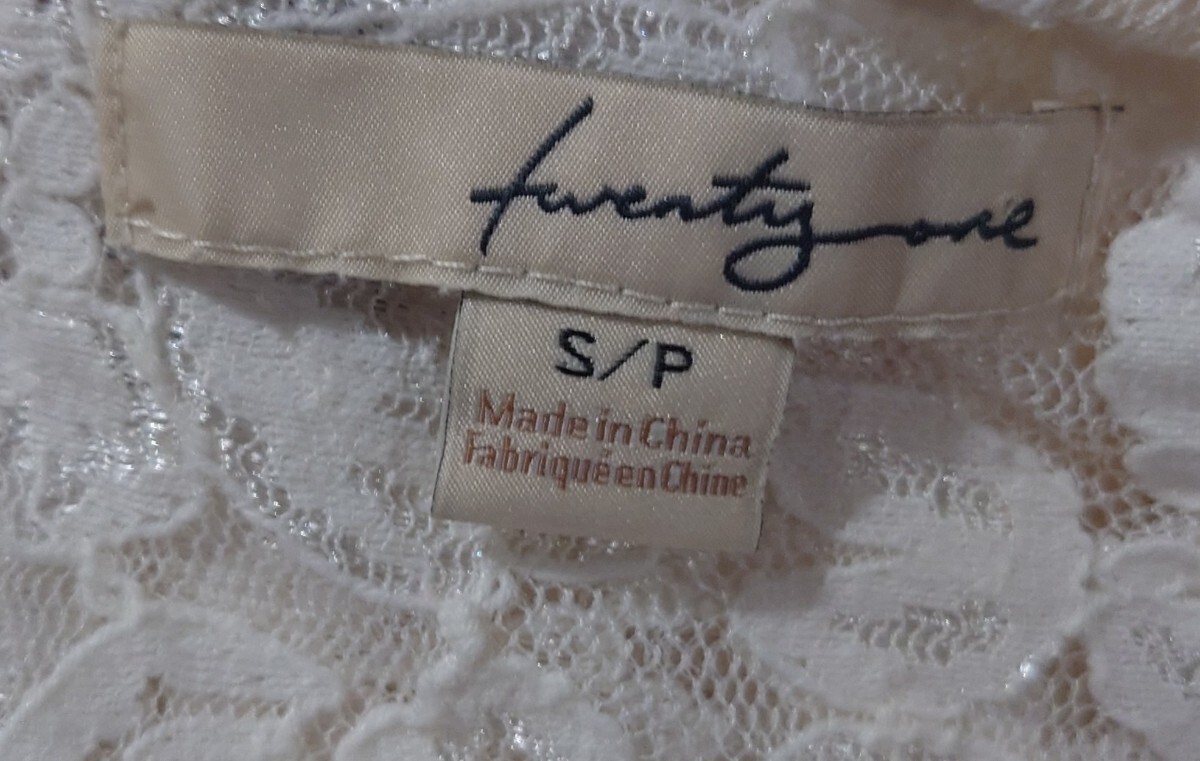 twenty one
S/P
Made in China
Fabriqué en Chine